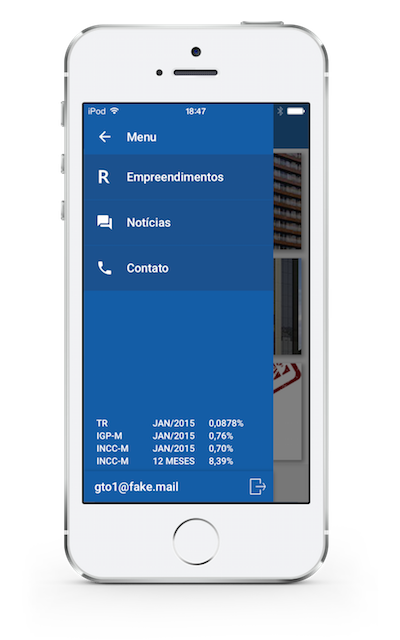 iPod 18:47
Menu
R Empreendimentos
Notícias
Contato
TR JAN/2015 0,0878%
IGP-M JAN/2015 0,76%
INCC-M JAN/2015 0,70%
INCC-M 12 MESES 8,39%
gto1@fake.mail